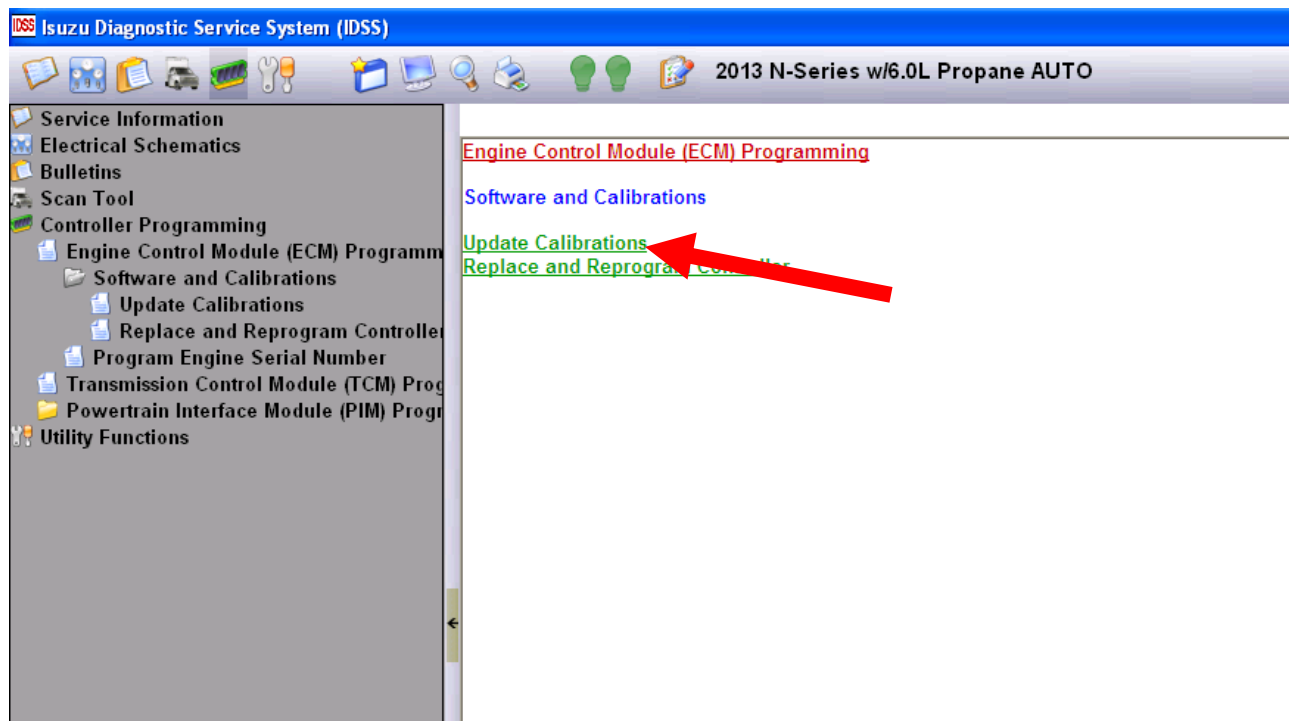 IDSS Isuzu Diagnostic Service System (IDSS)
2013 N-Series w/6.0L Propane AUTO
Service Information
Electrical Schematics
Bulletins
Scan Tool
Controller Programming
Engine Control Module (ECM) Programm
Software and Calibrations
Update Calibrations
Replace and Reprogram Controller
Program Engine Serial Number
Transmission Control Module (TCM) Prog
Powertrain Interface Module (PIM) Progr
Utility Functions
Engine Control Module (ECM) Programming
Software and Calibrations
Update Calibrations
Replace and Reprogram Controller